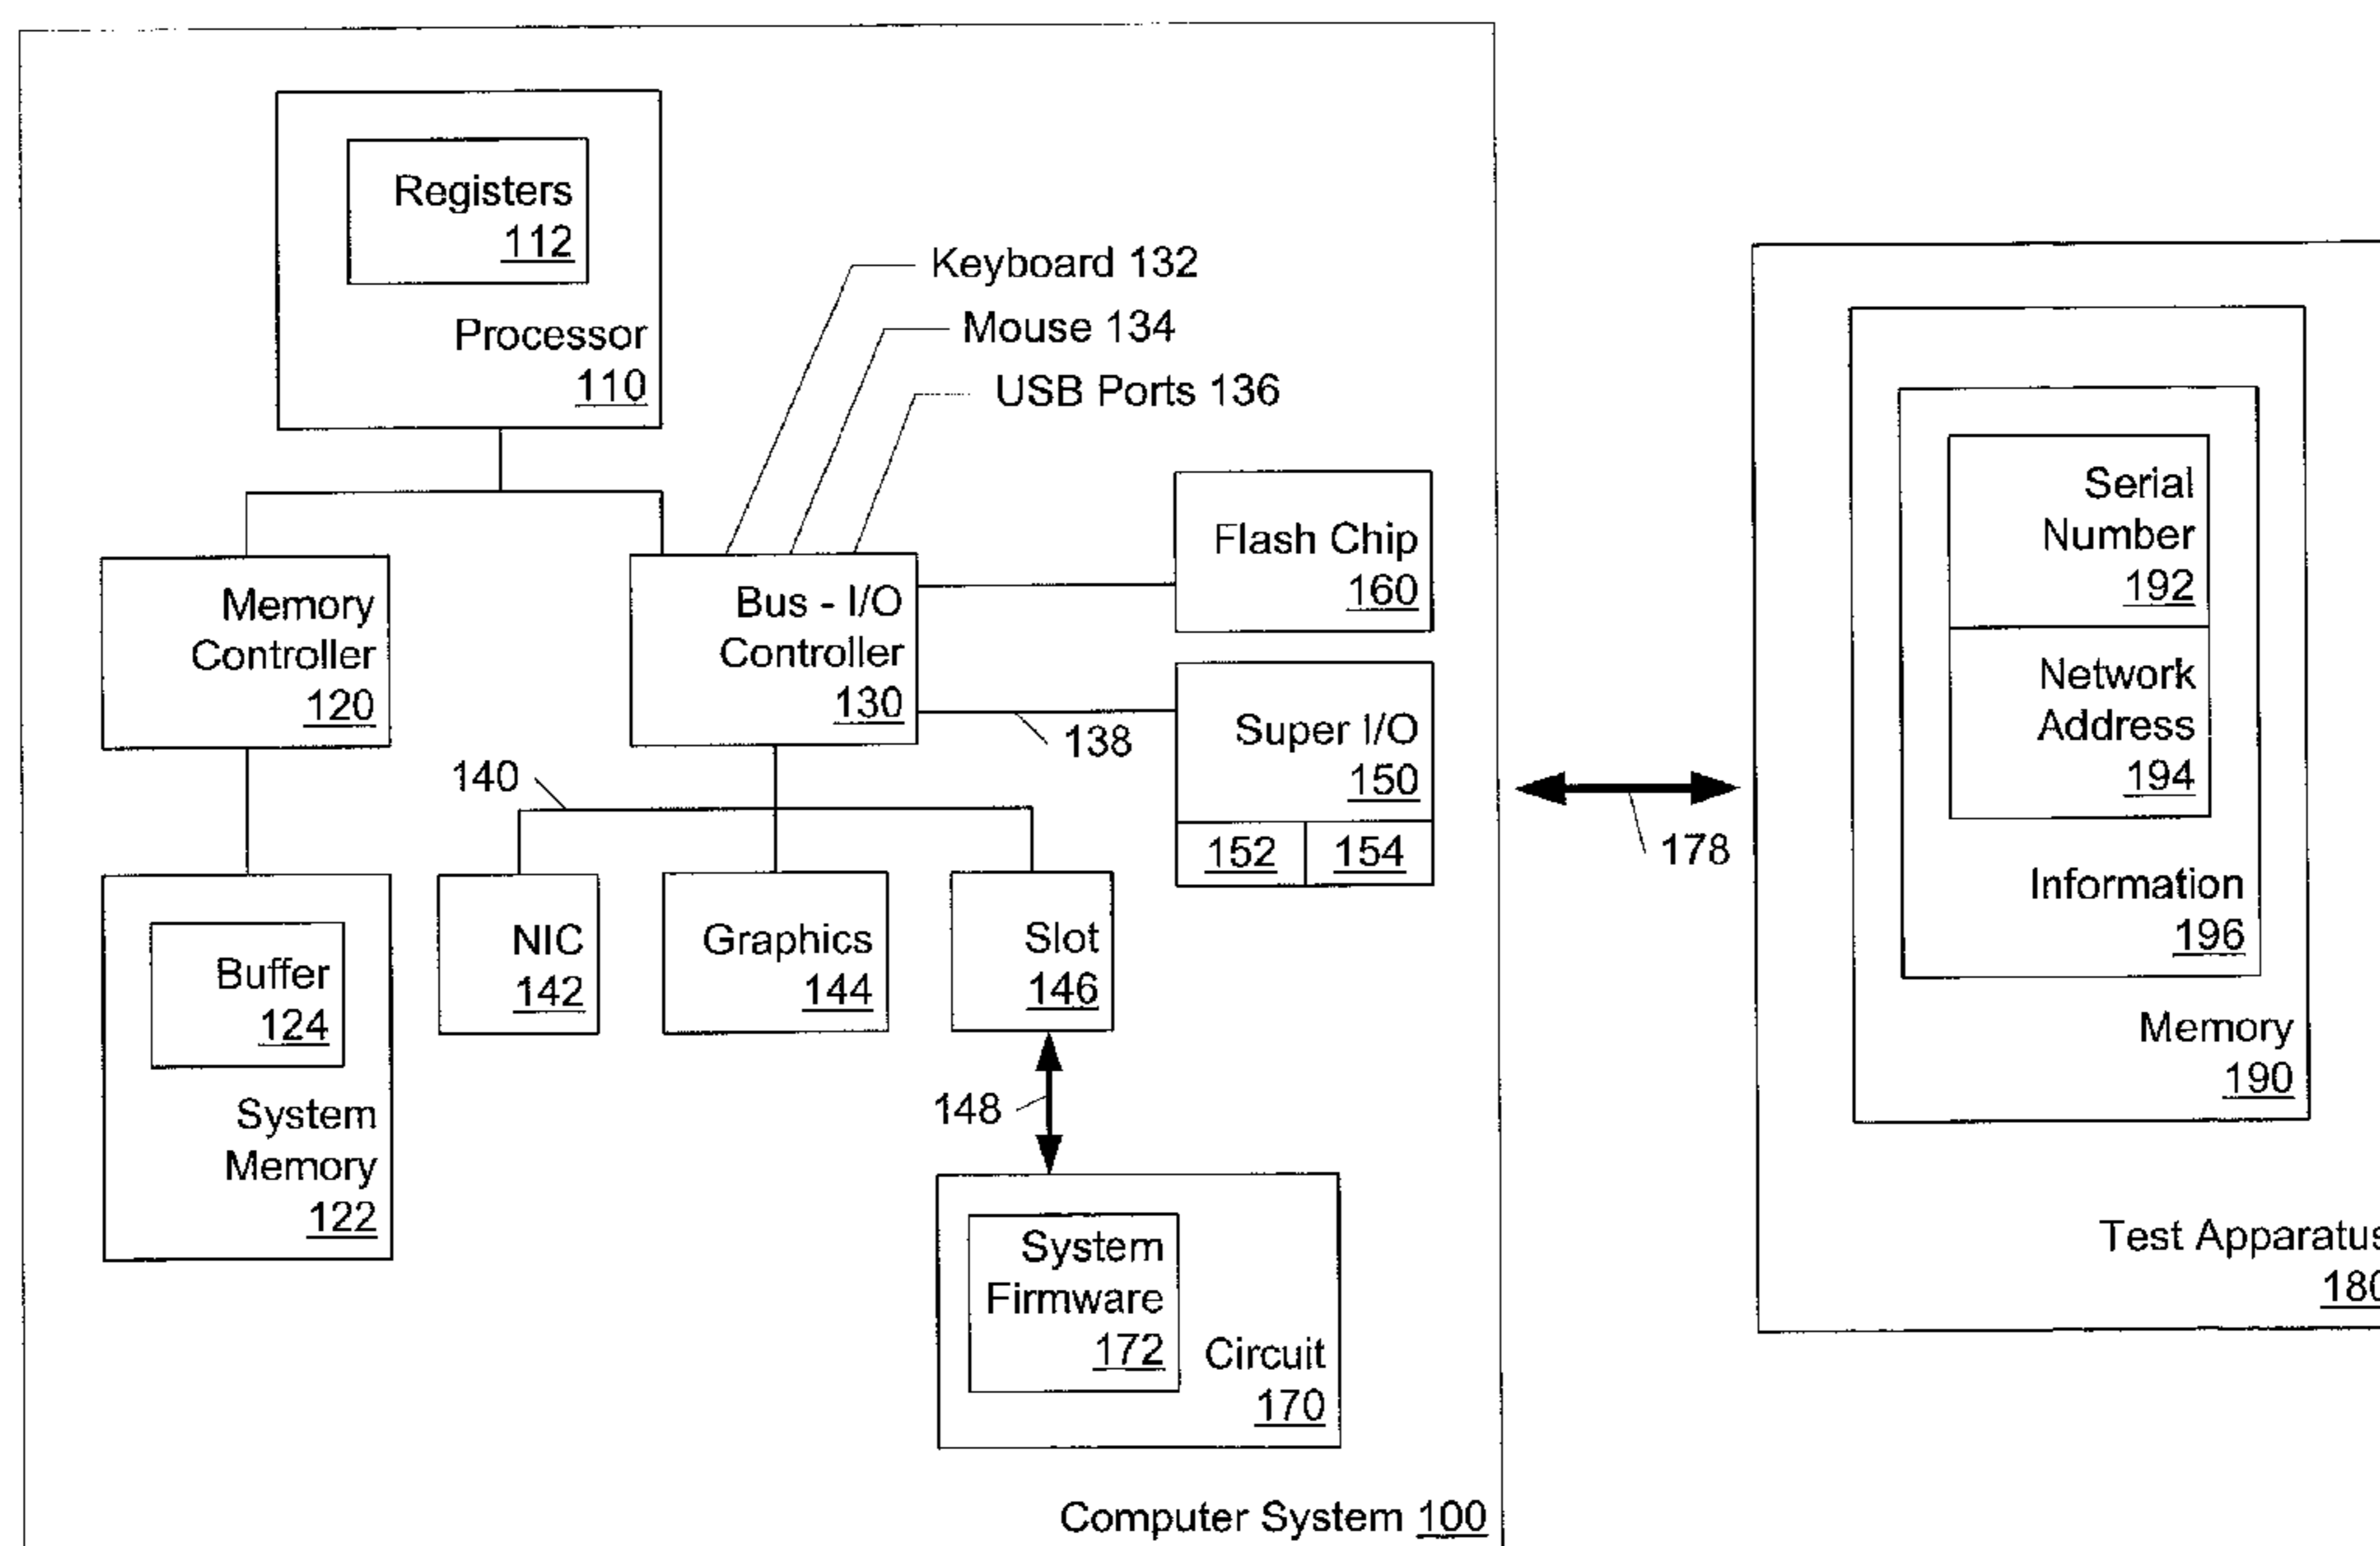 Registers
112
Processor
110
Keyboard 132
Mouse 134
USB Ports 136
Memory
Controller
120
Bus - I/O
Controller
130
Flash Chip
160
138
Super I/O
150
152
154
140
NIC
142
Graphics
144
Slot
146
148
Buffer
124
System
Memory
122
System
Firmware
172
Circuit
170
Computer System 100
178
Serial
Number
192
Network
Address
194
Information
196
Memory
190
Test Apparatus
180